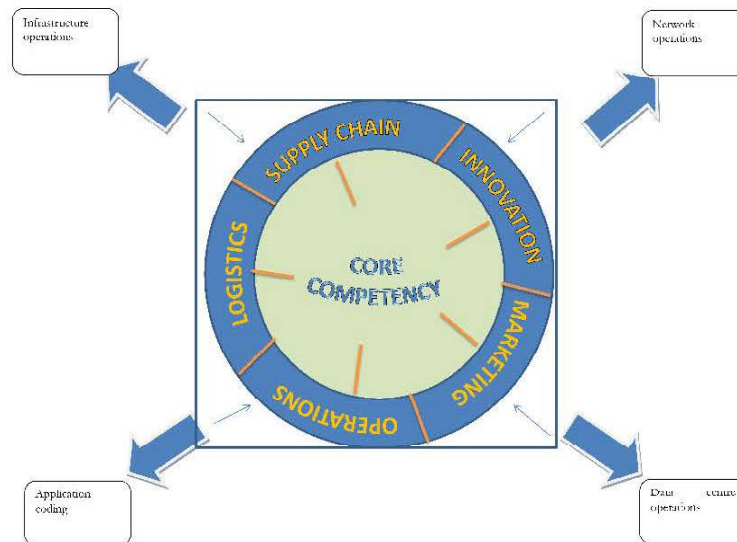 Infrastructure
operations
Network
operations
SUPPLY CHAIN
INNOVATION
LOGISTICS
CORE
COMPETENCY
MARKETING
OPERATIONS
Application
coding
Data centre
operations